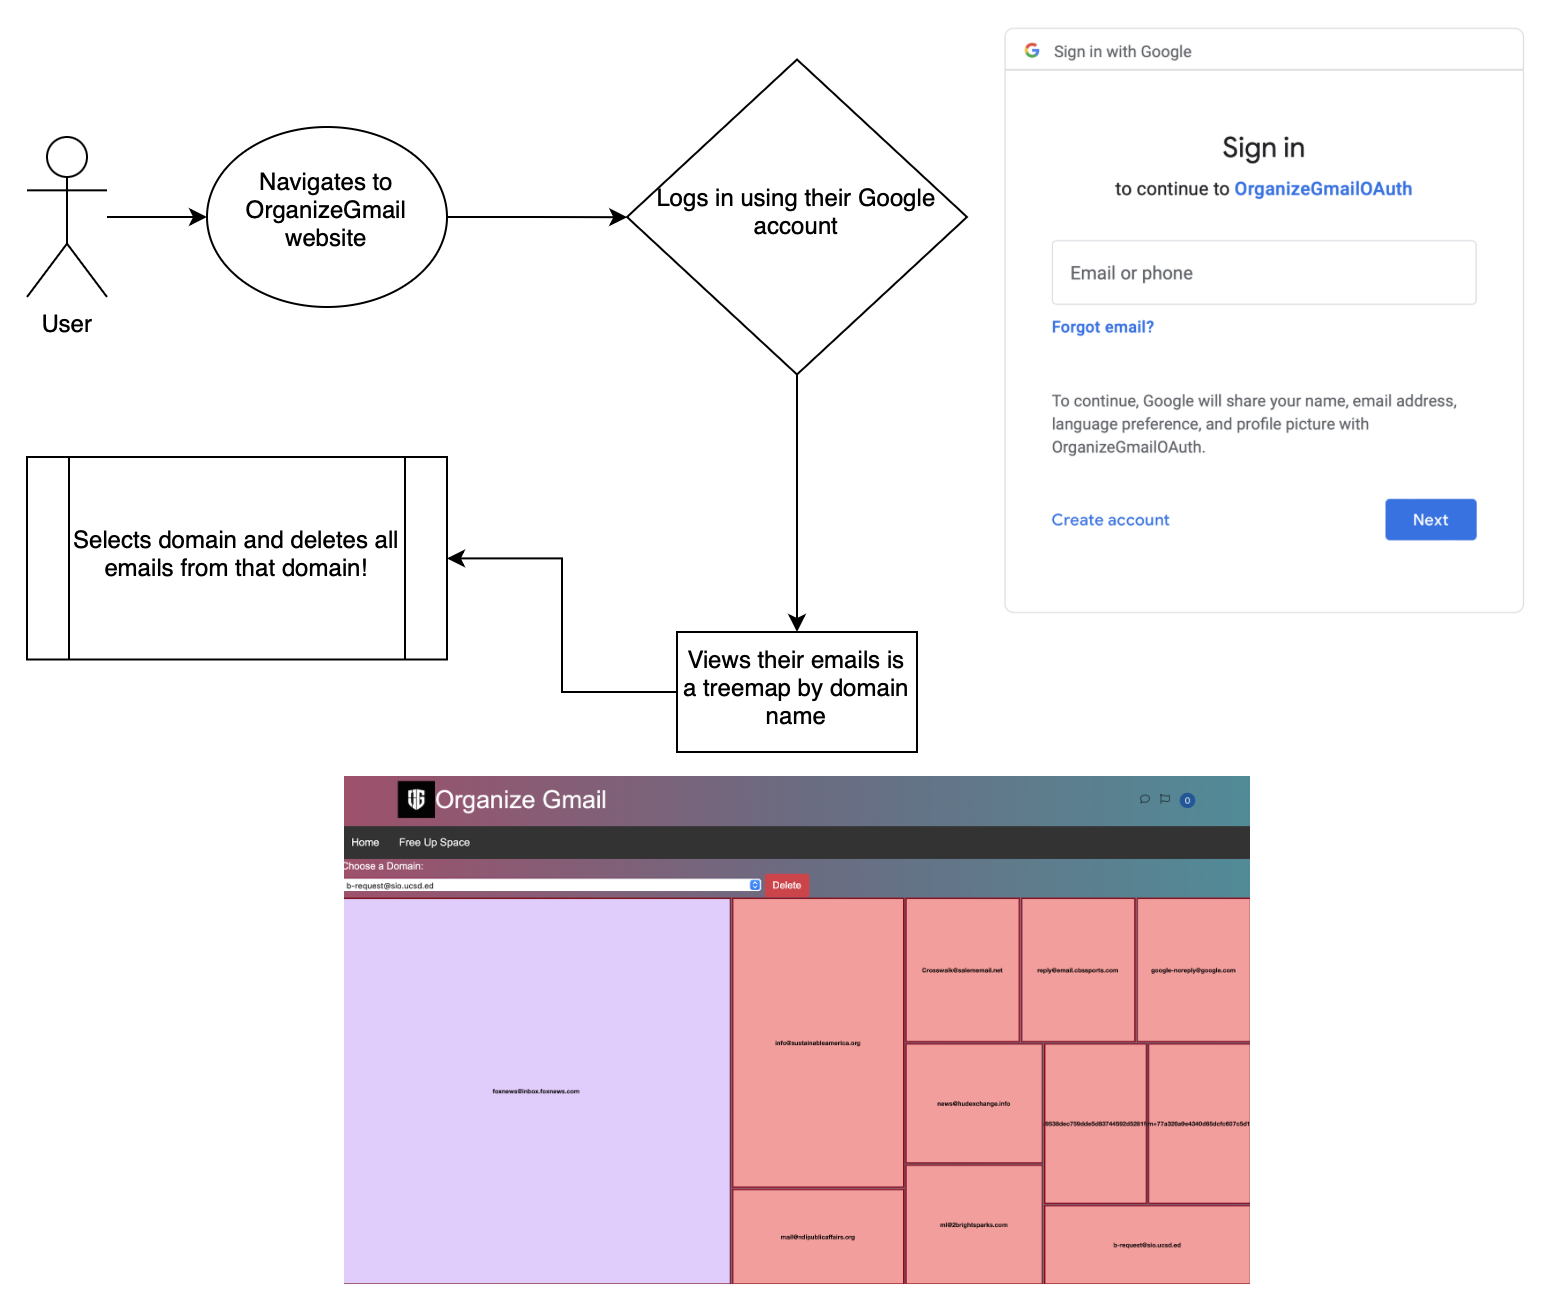 User
Navigates to
OrganizeGmail
website
Logs in using their Google
account
Sign in with Google
Sign in
to continue to OrganizeGmailOAuth
Email or phone
Forgot email?
To continue, Google will share your name, email address,
language preference, and profile picture with
OrganizeGmailOAuth.
Create account
Next
Selects domain and deletes all
emails from that domain!
Views their emails is
a treemap by domain
name
OG Organize Gmail
0
Home Free Up Space
Choose a Domain:
b-request@sio.ucsd.ed
Delete
foxnews@inbox.foxnews.com
info@sustainableamerica.org
mail@ndipublicaffairs.org
Crosswalk@salememail.net
reply@email.cbssports.com
google-noreply@google.com
news@hudexchange.info
ml@2brightsparks.com
b-request@sio.ucsd.ed